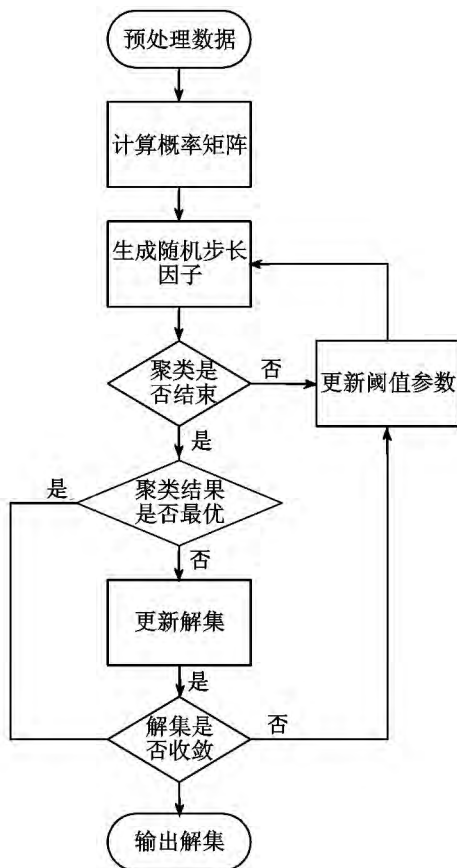 预处理数据
计算概率矩阵
生成随机步长
因子
聚类是
否结束
否
更新阈值参数
是
是
聚类结果
是否最优
否
更新解集
是
解集是
否收敛
否
输出解集